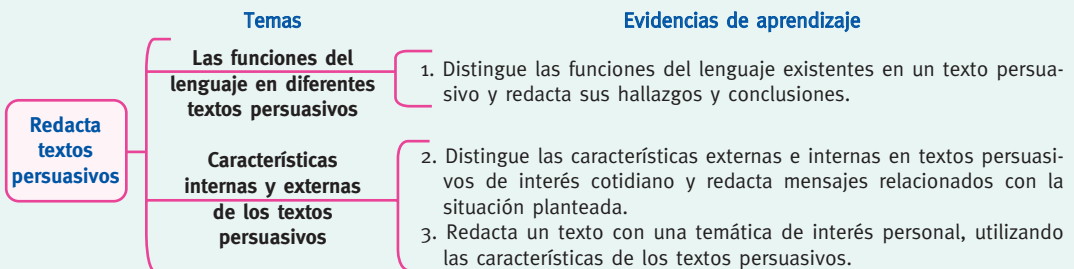 Temas
Evidencias de aprendizaje
Redacta
textos
persuasivos
Las funciones del
lenguaje en diferentes
textos persuasivos
1. Distingue las funciones del lenguaje existentes en un texto persua-
sivo y redacta sus hallazgos y conclusiones.
Características
internas y externas
de los textos
persuasivos
2. Distingue las características externas e internas en textos persuasi-
vos de interés cotidiano y redacta mensajes relacionados con la
situación planteada.
3. Redacta un texto con una temática de interés personal, utilizando
las características de los textos persuasivos.